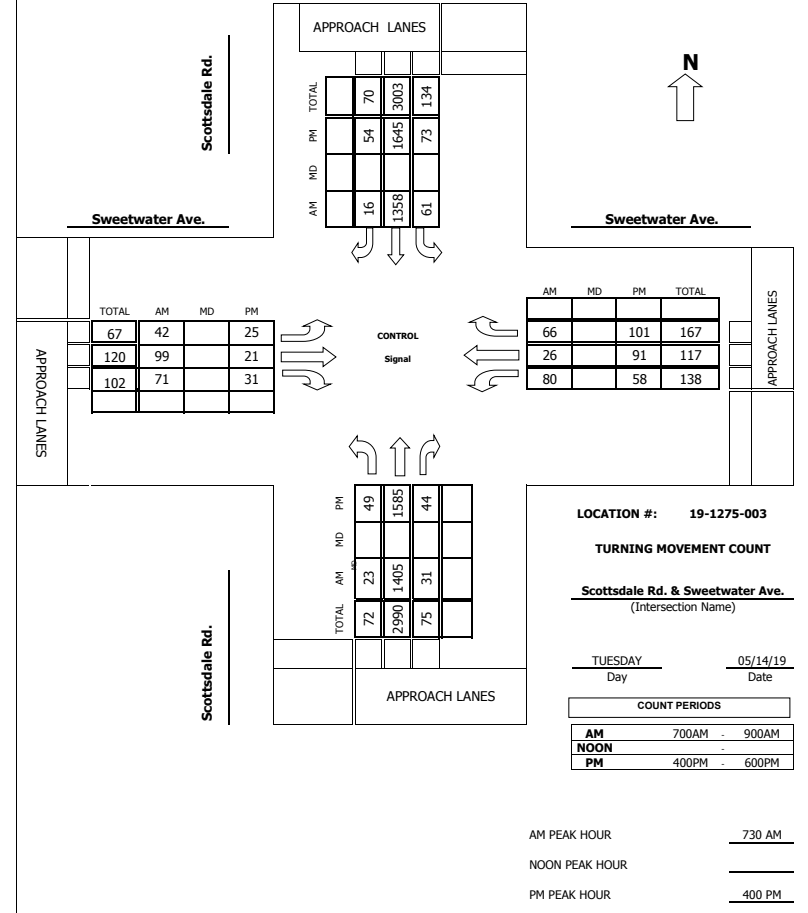 APPROACH LANES
Scottsdale Rd.
N
TOTAL 70 3003 134
PM 54 1645 73
MD
AM 16 1358 61
Sweetwater Ave.
Sweetwater Ave.
TOTAL AM MD PM
67 42 25
120 99 21
102 71 31
APPROACH LANES
CONTROL
Signal
AM MD PM TOTAL
66 101 167
26 91 117
80 58 138
APPROACH LANES
PM 49 1585 44
MD
AM MD 23 1405 31
TOTAL 72 2990 75
APPROACH LANES
Scottsdale Rd.
LOCATION #: 19-1275-003
TURNING MOVEMENT COUNT
Scottsdale Rd. & Sweetwater Ave.
(Intersection Name)
TUESDAY 05/14/19
Day Date
COUNT PERIODS
AM 700AM - 900AM
NOON -
PM 400PM - 600PM
AM PEAK HOUR 730 AM
NOON PEAK HOUR
PM PEAK HOUR 400 PM